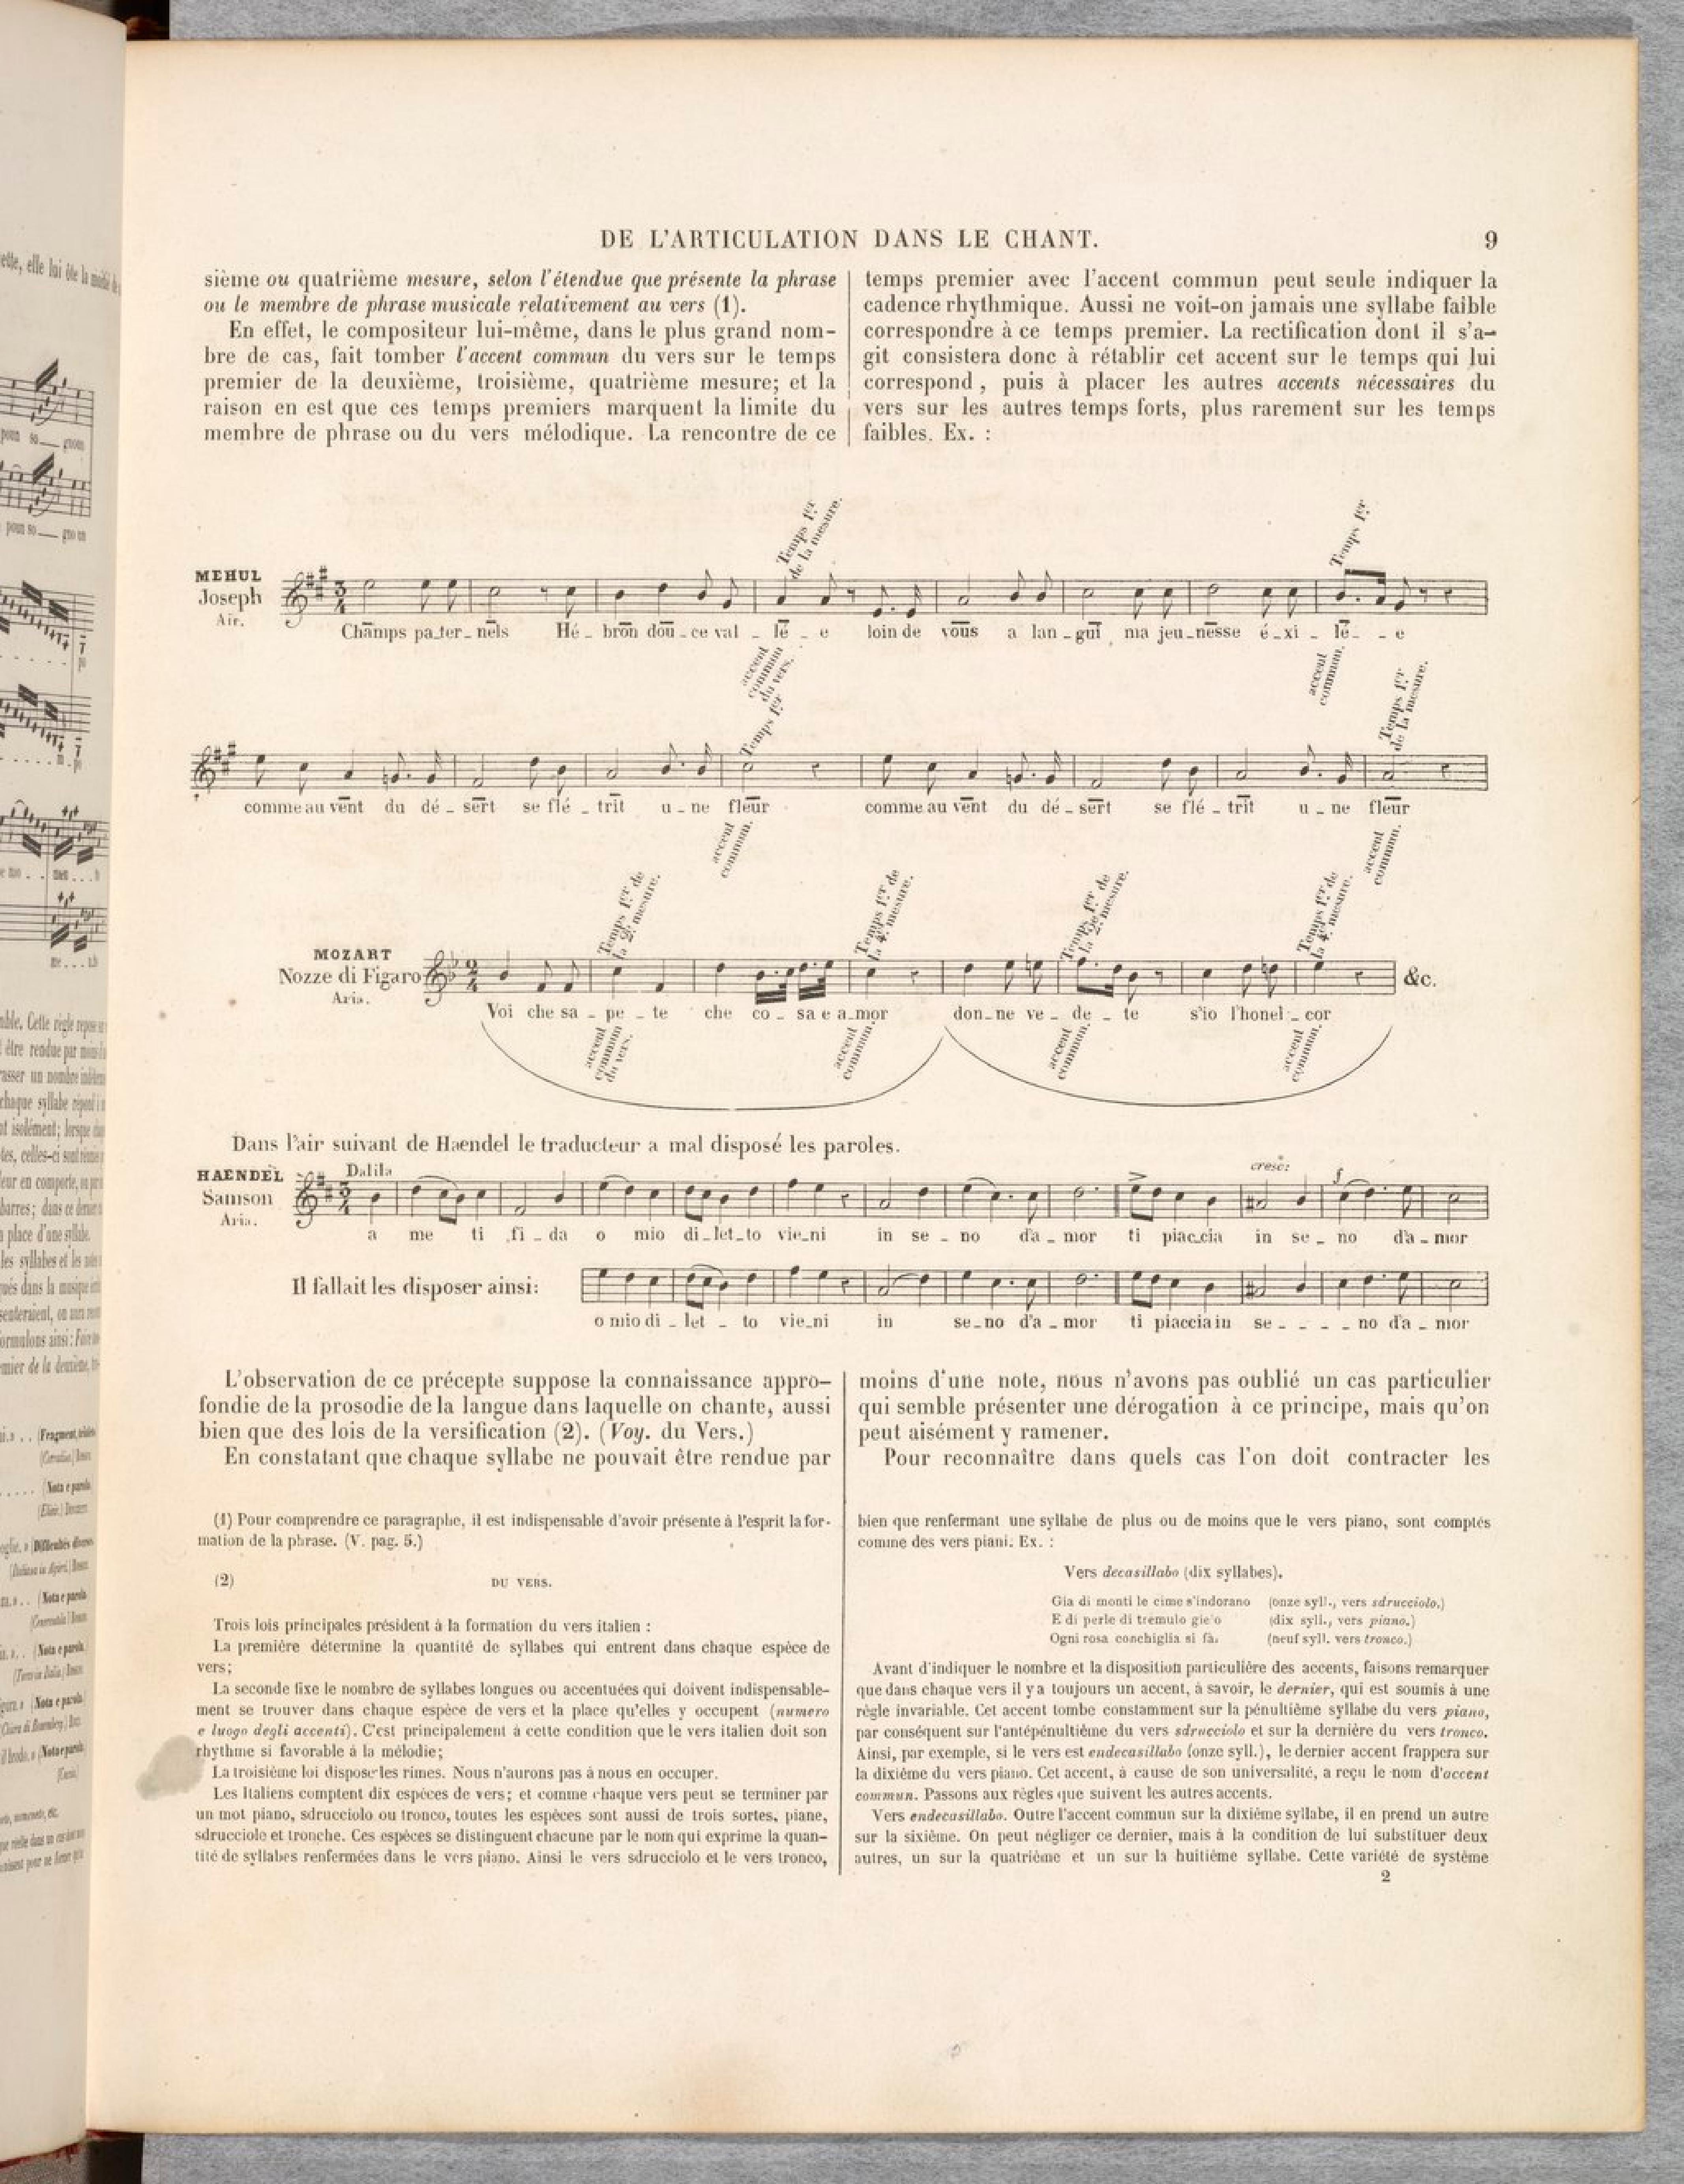 DE L'ARTICULATION DANS LE CHANT.
9
sième ou quatrième mesure, selon l'étendue que présente la phrase
ou le membre de phrase musicale relativement au vers (1).
En effet, le compositeur lui-même, dans le plus grand nom-
bre de cas, fait tomber l'accent commun du vers sur le temps
premier de la deuxième, troisième, quatrième mesure; et la
raison en est que ces temps premiers marquent la limite du
membre de phrase ou du vers mélodique. La rencontre de ce
temps premier avec l'accent commun peut seule indiquer la
cadence rhythmique. Aussi ne voit-on jamais une syllabe faible
correspondre à ce temps premier. La rectification dont il s'a-
git consistera donc à rétablir cet accent sur le temps qui lui
correspond, puis à placer les autres accents nécessaires du
vers sur les autres temps forts, plus rarement sur les temps
faibles. Ex. :
Temps 1er
de la mesure.
Temps 1er
MEHUL
Joseph
Air.
Chāmps pa_ter_nēls Hé_brōn doū_ce val_lē_e loin de voūs a lan_guī ma jeu_nēsse é_xi_lē_ _e
accent
commun
du vers.
accent
commun.
Temps 1er
Temps 1er
de la mesure.
comme au vēnt du dé_sērt se flé_trīt u_ne fleūr comme au vēnt du dé_sērt se flé_trīt u_ne fleūr
accent
commun.
accent
commun.
Temps 1er de
la 2e mesure.
Temps 1er de
la 4e mesure.
Temps 1er de
la 2e mesure.
Temps 1er de
la 4e mesure.
MOZART
Nozze di Figaro
Aria.
&c.
Voi che sa_pe_te che co_sa e a_mor don_ne ve_de_te s'io l'ho nel_cor
accent
commun
du vers.
accent
commun.
accent
commun.
accent
commun.
Dans l'air suivant de Haendel le traducteur a mal disposé les paroles.
HAENDEL
Samson
Aria.
Dalila
cresc:
f
a me ti fi_da o mio di_let_to vie_ni in se_no d'a_mor ti piac_cia in se_no d'a_mor
Il fallait les disposer ainsi:
o mio di_let_to vie_ni in se_no d'a_mor ti piaccia in se_ _ _ _ no d'a_mor
L'observation de ce précepte suppose la connaissance appro-
fondie de la prosodie de la langue dans laquelle on chante, aussi
bien que des lois de la versification (2). (Voy. du Vers.)
En constatant que chaque syllabe ne pouvait être rendue par
moins d'une note, nous n'avons pas oublié un cas particulier
qui semble présenter une dérogation à ce principe, mais qu'on
peut aisément y ramener.
Pour reconnaître dans quels cas l'on doit contracter les
(1) Pour comprendre ce paragraphe, il est indispensable d'avoir présente à l'esprit la for-
mation de la phrase. (V. pag. 5.)
(2) DU VERS.
Trois lois principales président à la formation du vers italien :
La première détermine la quantité de syllabes qui entrent dans chaque espèce de
vers;
La seconde fixe le nombre de syllabes longues ou accentuées qui doivent indispensable-
ment se trouver dans chaque espèce de vers et la place qu'elles y occupent (numero
e luogo degli accenti). C'est principalement à cette condition que le vers italien doit son
rhythme si favorable à la mélodie;
La troisième loi dispose les rimes. Nous n'aurons pas à nous en occuper.
Les Italiens comptent dix espèces de vers; et comme chaque vers peut se terminer par
un mot piano, sdrucciolo ou tronco, toutes les espèces sont aussi de trois sortes, piane,
sdrucciole et tronche. Ces espèces se distinguent chacune par le nom qui exprime la quan-
tité de syllabes renfermées dans le vers piano. Ainsi le vers sdrucciolo et le vers tronco,
bien que renfermant une syllabe de plus ou de moins que le vers piano, sont comptés
comme des vers piani. Ex. :
Vers decasillabo (dix syllabes).
Gia di monti le cime s'indorano (onze syll., vers sdrucciolo.)
E di perle di tremulo gie'o (dix syll., vers piano.)
Ogni rosa conchiglia si fà. (neuf syll. vers tronco.)
Avant d'indiquer le nombre et la disposition particulière des accents, faisons remarquer
que dans chaque vers il y a toujours un accent, à savoir, le dernier, qui est soumis à une
règle invariable. Cet accent tombe constamment sur la pénultième syllabe du vers piano,
par conséquent sur l'antépénultième du vers sdrucciolo et sur la dernière du vers tronco.
Ainsi, par exemple, si le vers est endecasillabo (onze syll.), le dernier accent frappera sur
la dixième du vers piano. Cet accent, à cause de son universalité, a reçu le nom d'accent
commun. Passons aux règles que suivent les autres accents.
Vers endecasillabo. Outre l'accent commun sur la dixième syllabe, il en prend un autre
sur la sixième. On peut négliger ce dernier, mais à la condition de lui substituer deux
autres, un sur la quatrième et un sur la huitième syllabe. Cette variété de système
2